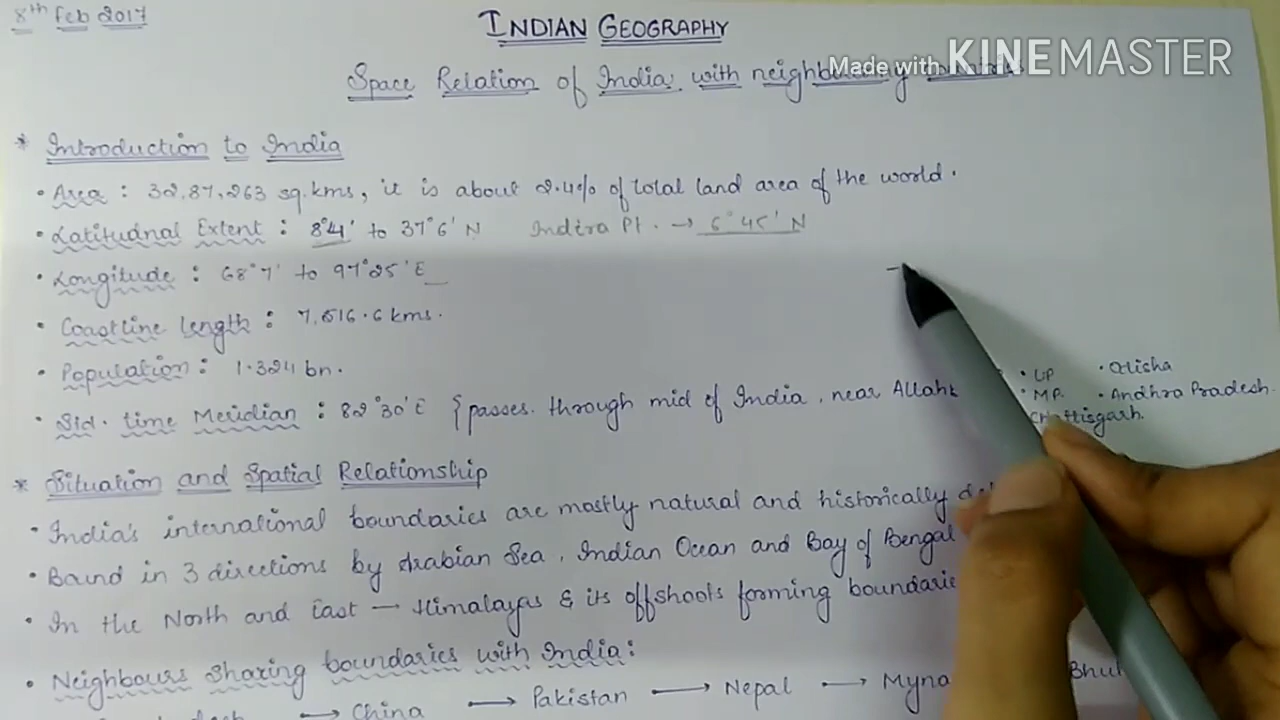 8th Feb 2017
INDIAN GEOGRAPHY
Made with KINEMASTER
Space Relation of India with neighbouring
* Introduction to India
• Area : 32,87,263 sq.kms, it is about 2.4% of total land area of the world.
• Latitudnal Extent : 8°4' to 37°6' N Indira Pt. → 6°45' N
• Longitude : 68°7' to 97°25' E
• Coastline length : 7,516.6 kms.
• Population : 1.324 bn.
• UP • Odisha
• Std. time Meridian : 82°30' E {passes through mid of India, near
• MP • Andhra Pradesh.
Chattisgarh.
* Situation and Spatial Relationship
• India's international boundaries are mostly natural and historically
• Bound in 3 directions by Arabian Sea, Indian Ocean and Bay of Bengal
• In the North and East — Himalayas & its offshoots forming
• Neighbours sharing boundaries with India :
→ China → Pakistan → Nepal →